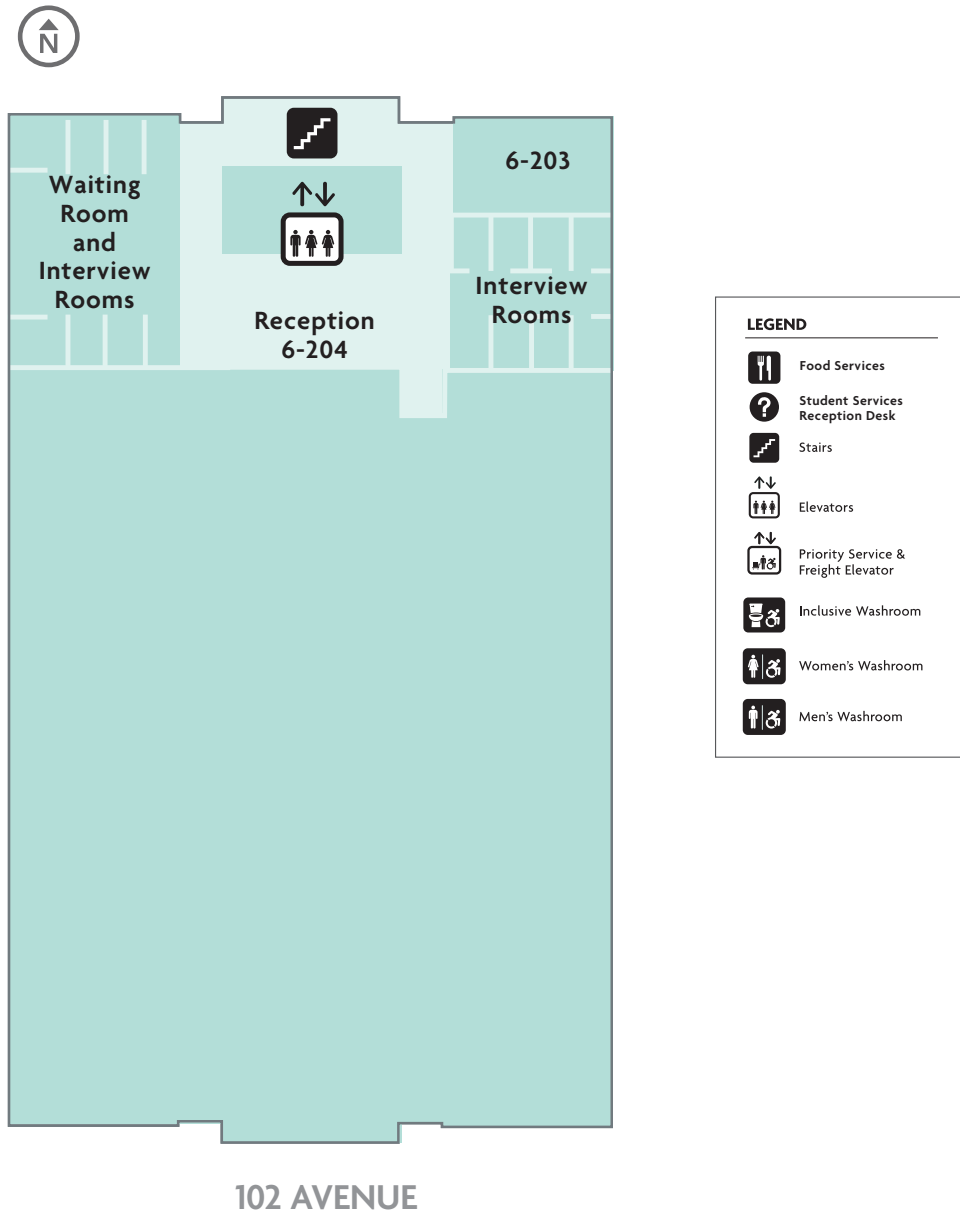 N
Waiting
Room
and
Interview
Rooms
6-203
Interview
Rooms
Reception
6-204
LEGEND
Food Services
Student Services
Reception Desk
Stairs
Elevators
Priority Service &
Freight Elevator
Inclusive Washroom
Women's Washroom
Men's Washroom
?
102 AVENUE